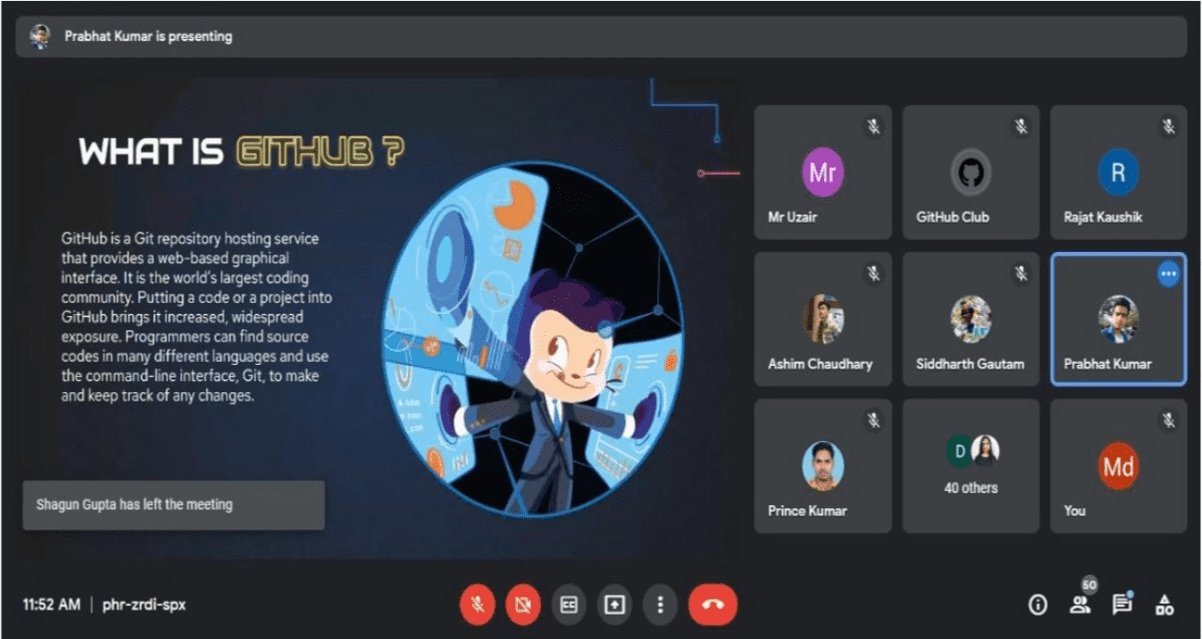 Prabhat Kumar is presenting
WHAT IS GITHUB ?
GitHub is a Git repository hosting service
that provides a web-based graphical
interface. It is the world's largest coding
community. Putting a code or a project into
GitHub brings it increased, widespread
exposure. Programmers can find source
codes in many different languages and use
the command-line interface, Git, to make
and keep track of any changes.
Shagun Gupta has left the meeting
Mr
Mr Uzair
GitHub Club
R
Rajat Kaushik
Ashim Chaudhary
Siddharth Gautam
Prabhat Kumar
Prince Kumar
D
40 others
Md
You
11:52 AM | phr-zrdi-spx
CC
50